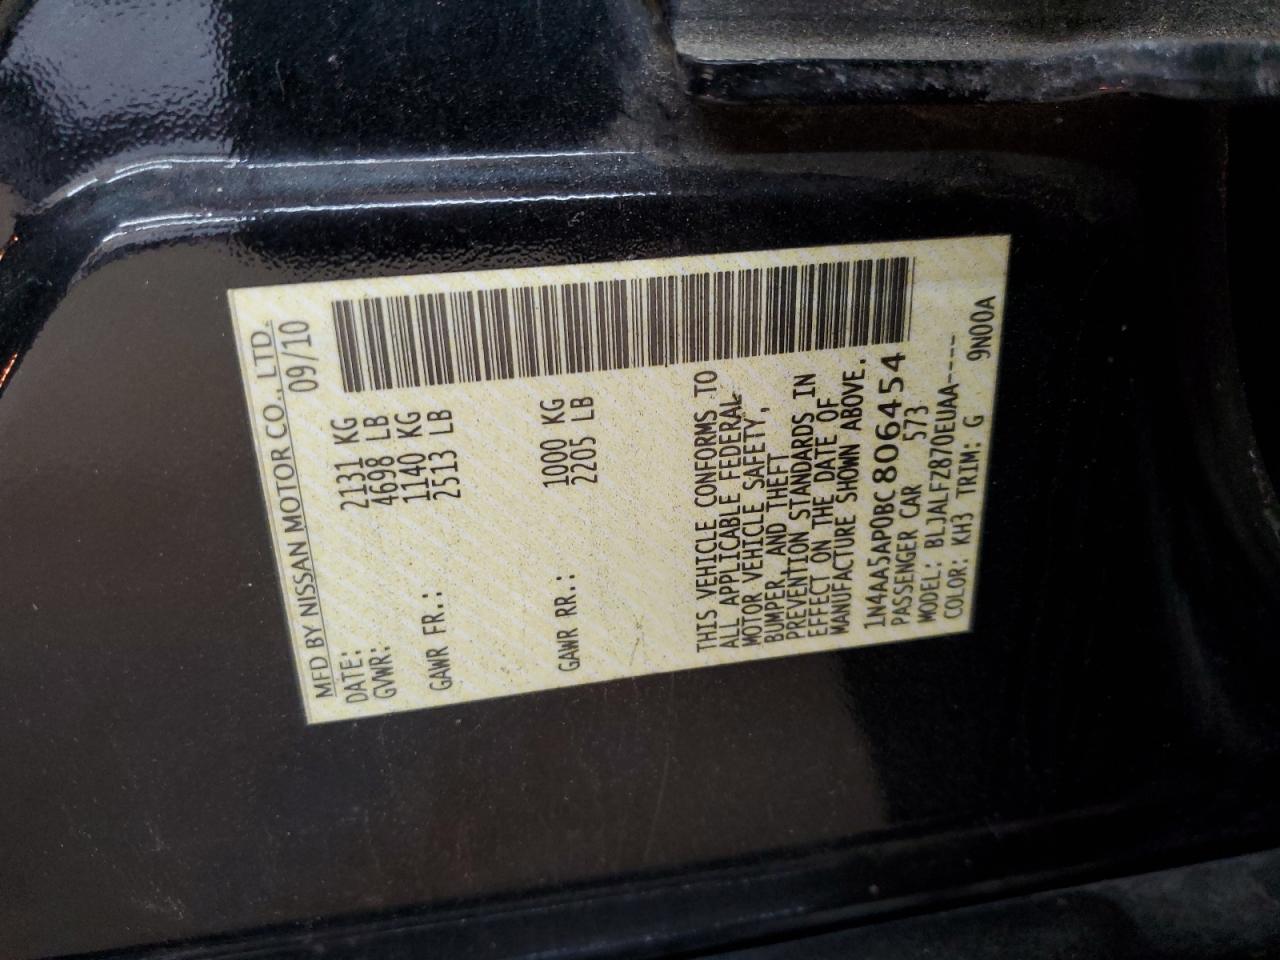 MFD BY NISSAN MOTOR CO., LTD.
DATE: 09/10
GVWR: 2131 KG
4698 LB
GAWR FR.: 1140 KG
2513 LB
GAWR RR.: 1000 KG
2205 LB
THIS VEHICLE CONFORMS TO
ALL APPLICABLE FEDERAL
MOTOR VEHICLE SAFETY,
BUMPER, AND THEFT
PREVENTION STANDARDS IN
EFFECT ON THE DATE OF
MANUFACTURE SHOWN ABOVE.
1N4AA5AP0BC806454
PASSENGER CAR 573
MODEL: BLJALFZ870EUAA----
COLOR: KH3 TRIM: G 9N00A